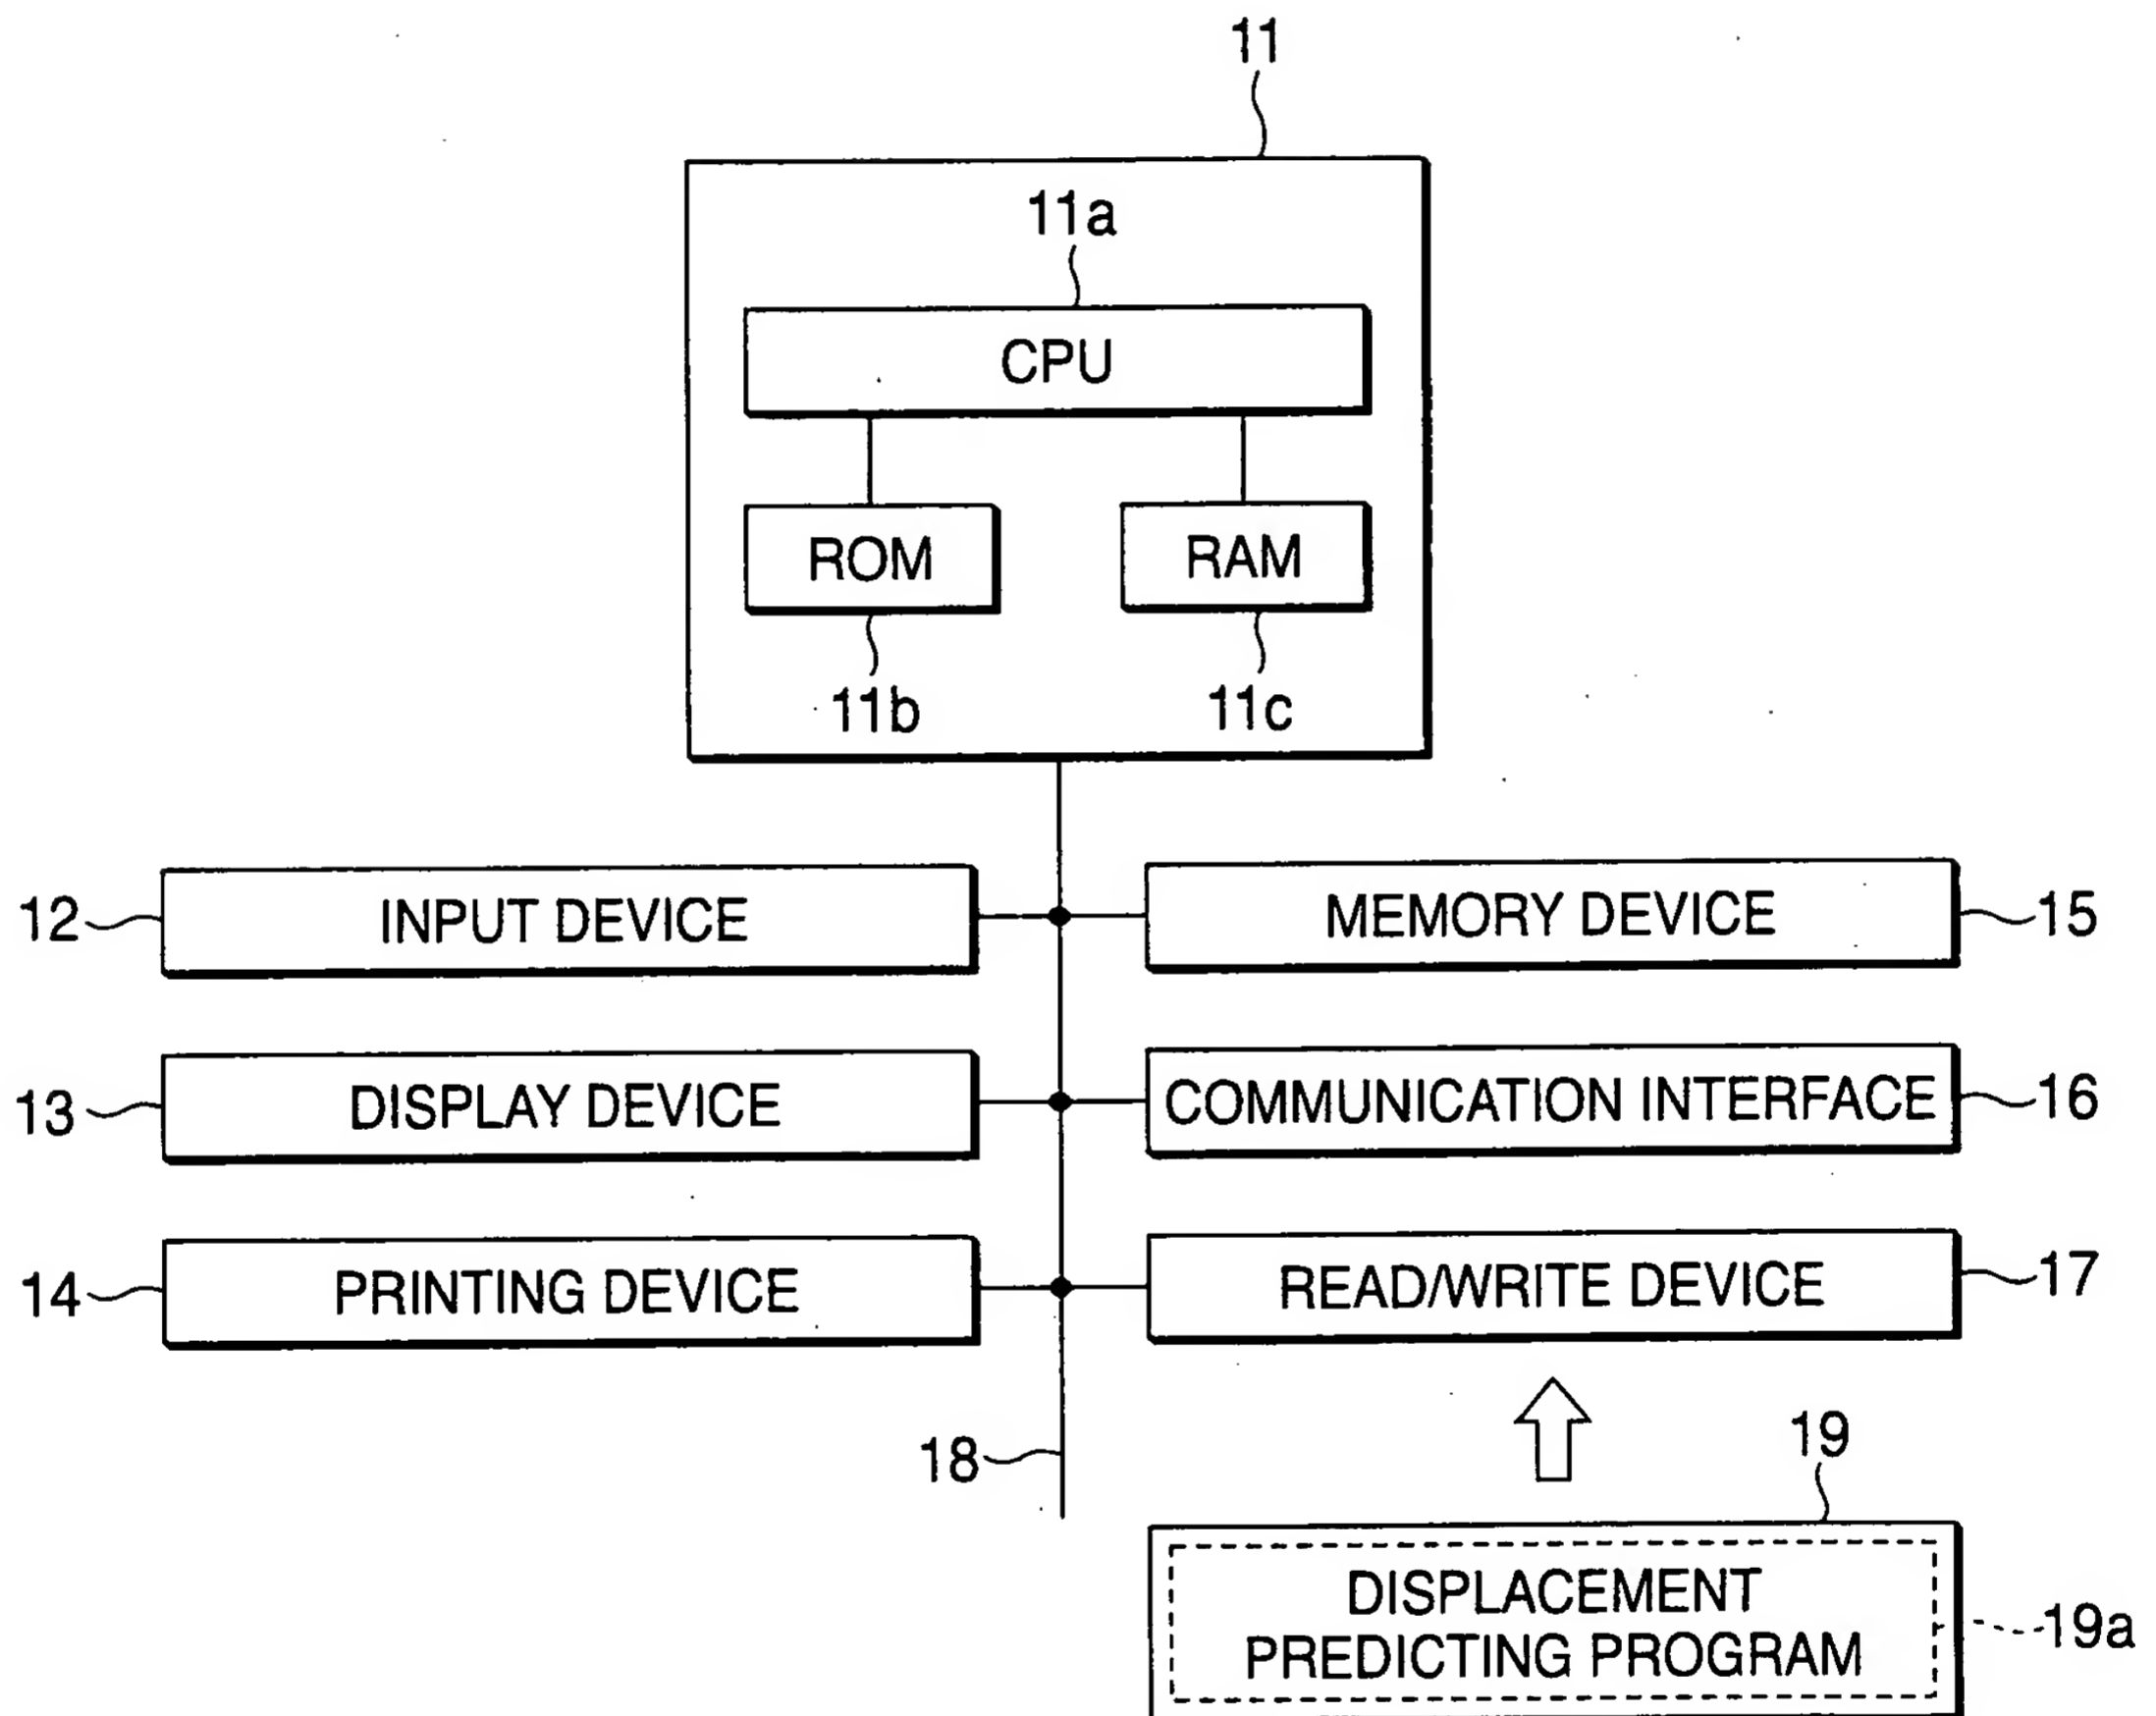 11
11a
CPU
ROM
RAM
11b
11c
12
INPUT DEVICE
MEMORY DEVICE
15
13
DISPLAY DEVICE
COMMUNICATION INTERFACE
16
14
PRINTING DEVICE
READ/WRITE DEVICE
17
18
19
DISPLACEMENT
PREDICTING PROGRAM
19a